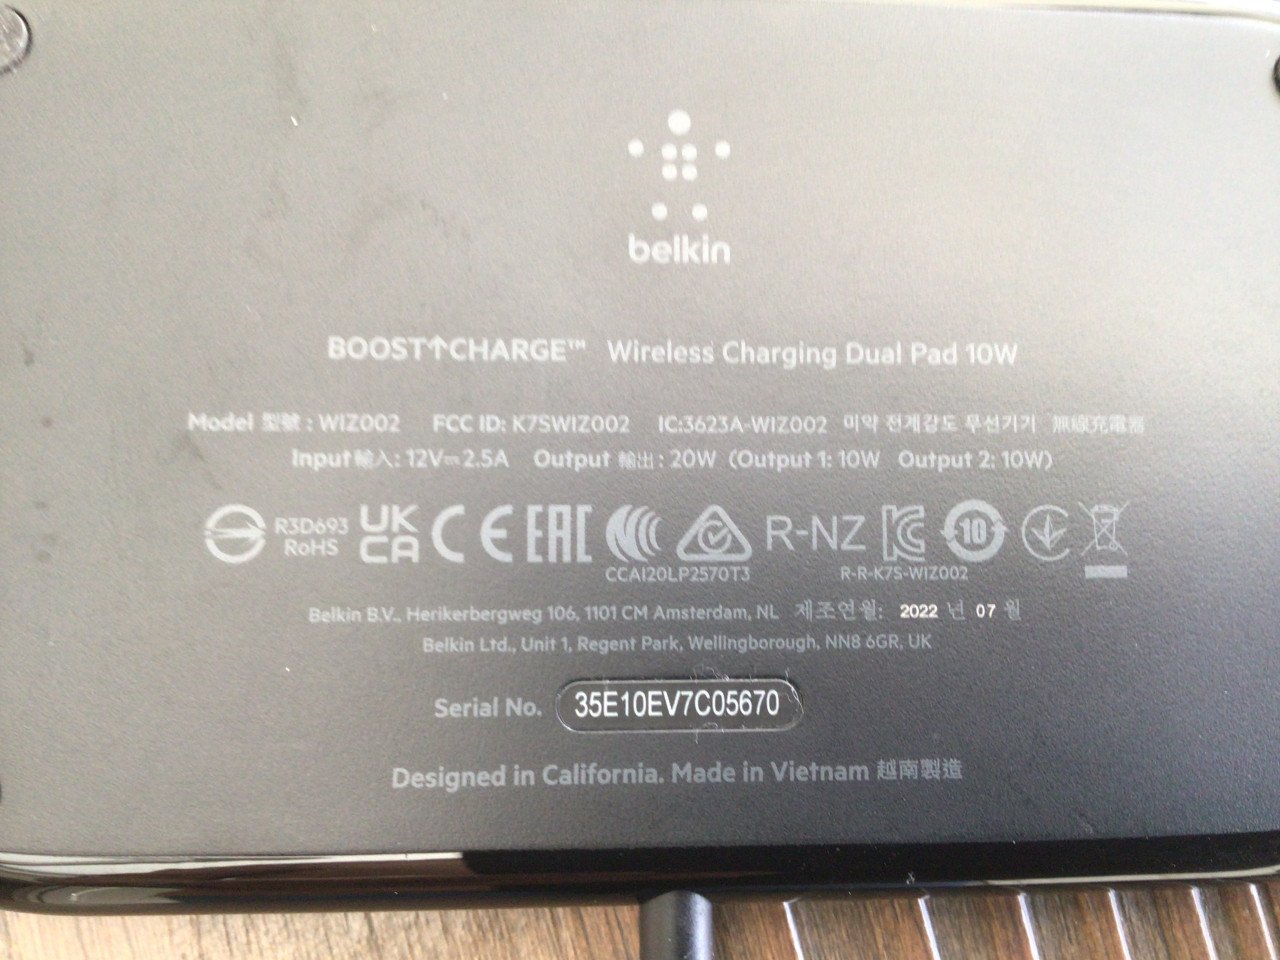 belkin
BOOST↑CHARGE™ Wireless Charging Dual Pad 10W
Model 型號 : WIZ002 FCC ID: K7SWIZ002 IC:3623A-WIZ002 미약 전계강도 무선기기 無線充電器
Input 輸入: 12V⎓2.5A Output 輸出: 20W (Output 1: 10W Output 2: 10W)
R3D693
RoHS
UK
CA
CE
EAC
R-NZ
KC
10
CCAI20LP2570T3
R-R-K7S-WIZ002
Belkin B.V., Herikerbergweg 106, 1101 CM Amsterdam, NL 제조연월: 2022 년 07 월
Belkin Ltd., Unit 1, Regent Park, Wellingborough, NN8 6GR, UK
Serial No. 35E10EV7C05670
Designed in California. Made in Vietnam 越南製造